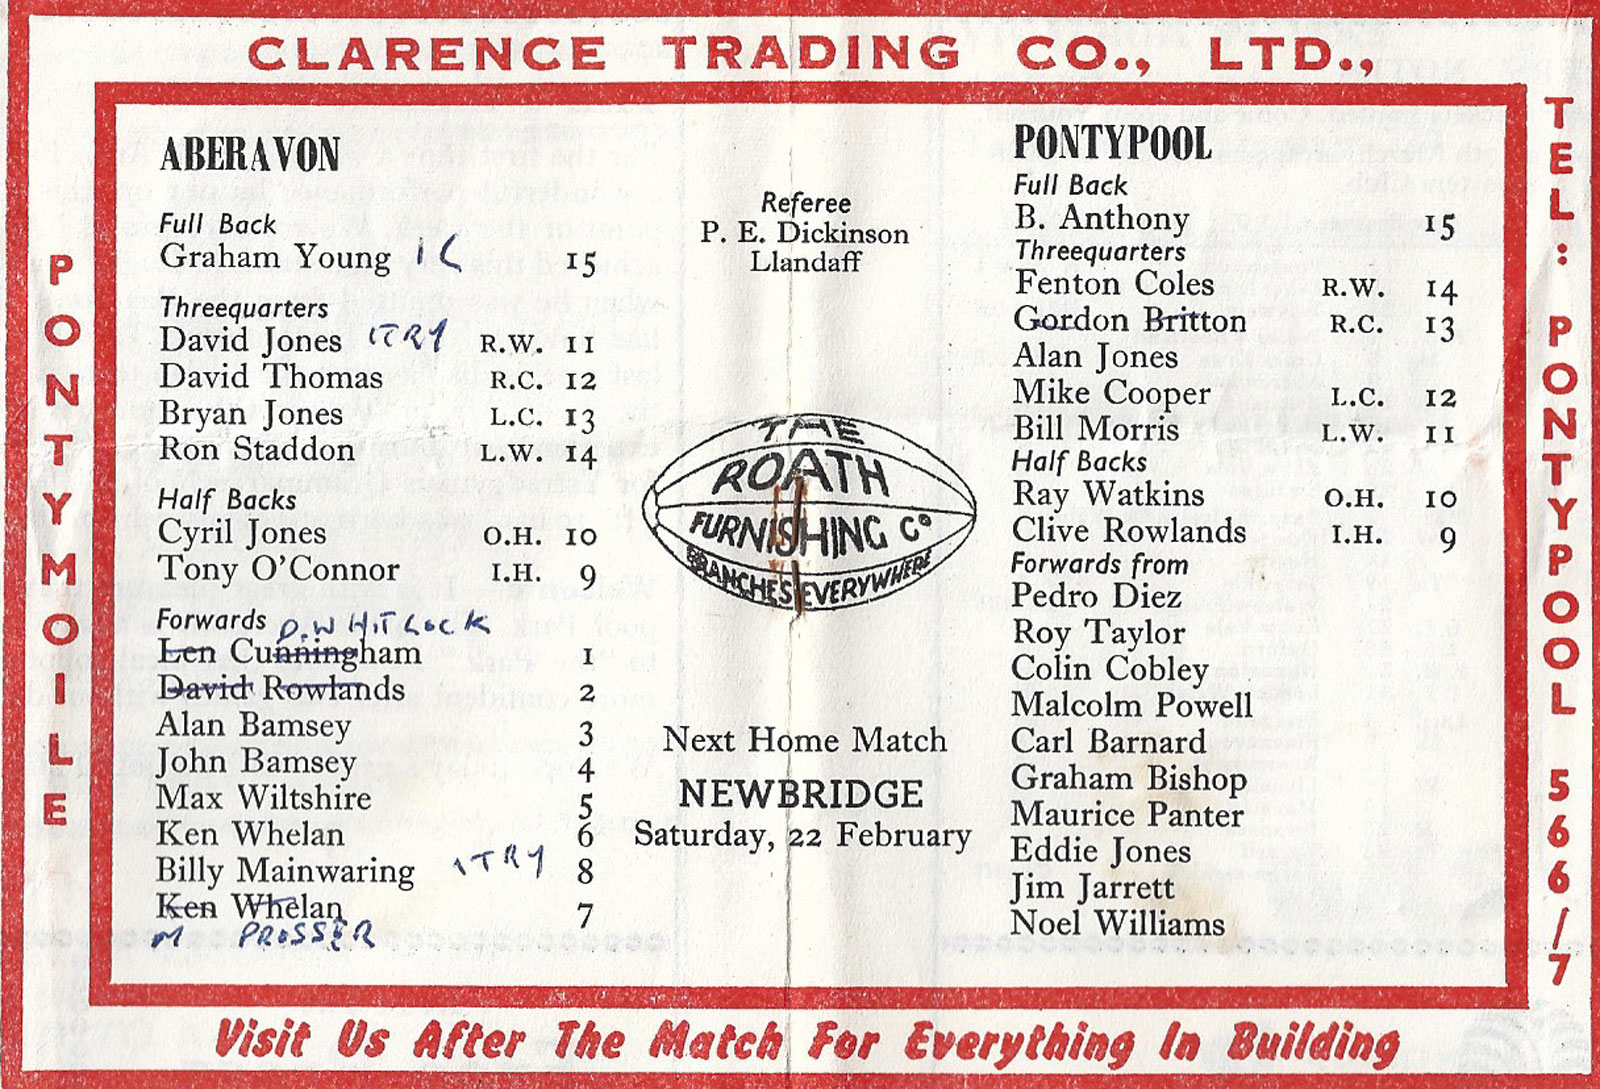 CLARENCE TRADING CO., LTD.,
PONTYMOILE
TEL: PONTYPOOL 566/7
ABERAVON
Full Back
Graham Young 1C 15
Threequarters
David Jones 1TRY R.W. 11
David Thomas R.C. 12
Bryan Jones L.C. 13
Ron Staddon L.W. 14
Half Backs
Cyril Jones O.H. 10
Tony O'Connor I.H. 9
Forwards D. WHITLOCK
Len Cunningham 1
David Rowlands 2
Alan Bamsey 3
John Bamsey 4
Max Wiltshire 5
Ken Whelan 6
Billy Mainwaring 1TRY 8
Ken Whelan 7
M PROSSER
Referee
P. E. Dickinson
Llandaff
THE
ROATH
FURNISHING Co
BRANCHES EVERYWHERE
Next Home Match
NEWBRIDGE
Saturday, 22 February
PONTYPOOL
Full Back
B. Anthony 15
Threequarters
Fenton Coles R.W. 14
Gordon Britton R.C. 13
Alan Jones
Mike Cooper L.C. 12
Bill Morris L.W. 11
Half Backs
Ray Watkins O.H. 10
Clive Rowlands I.H. 9
Forwards from
Pedro Diez
Roy Taylor
Colin Cobley
Malcolm Powell
Carl Barnard
Graham Bishop
Maurice Panter
Eddie Jones
Jim Jarrett
Noel Williams
Visit Us After The Match For Everything In Building